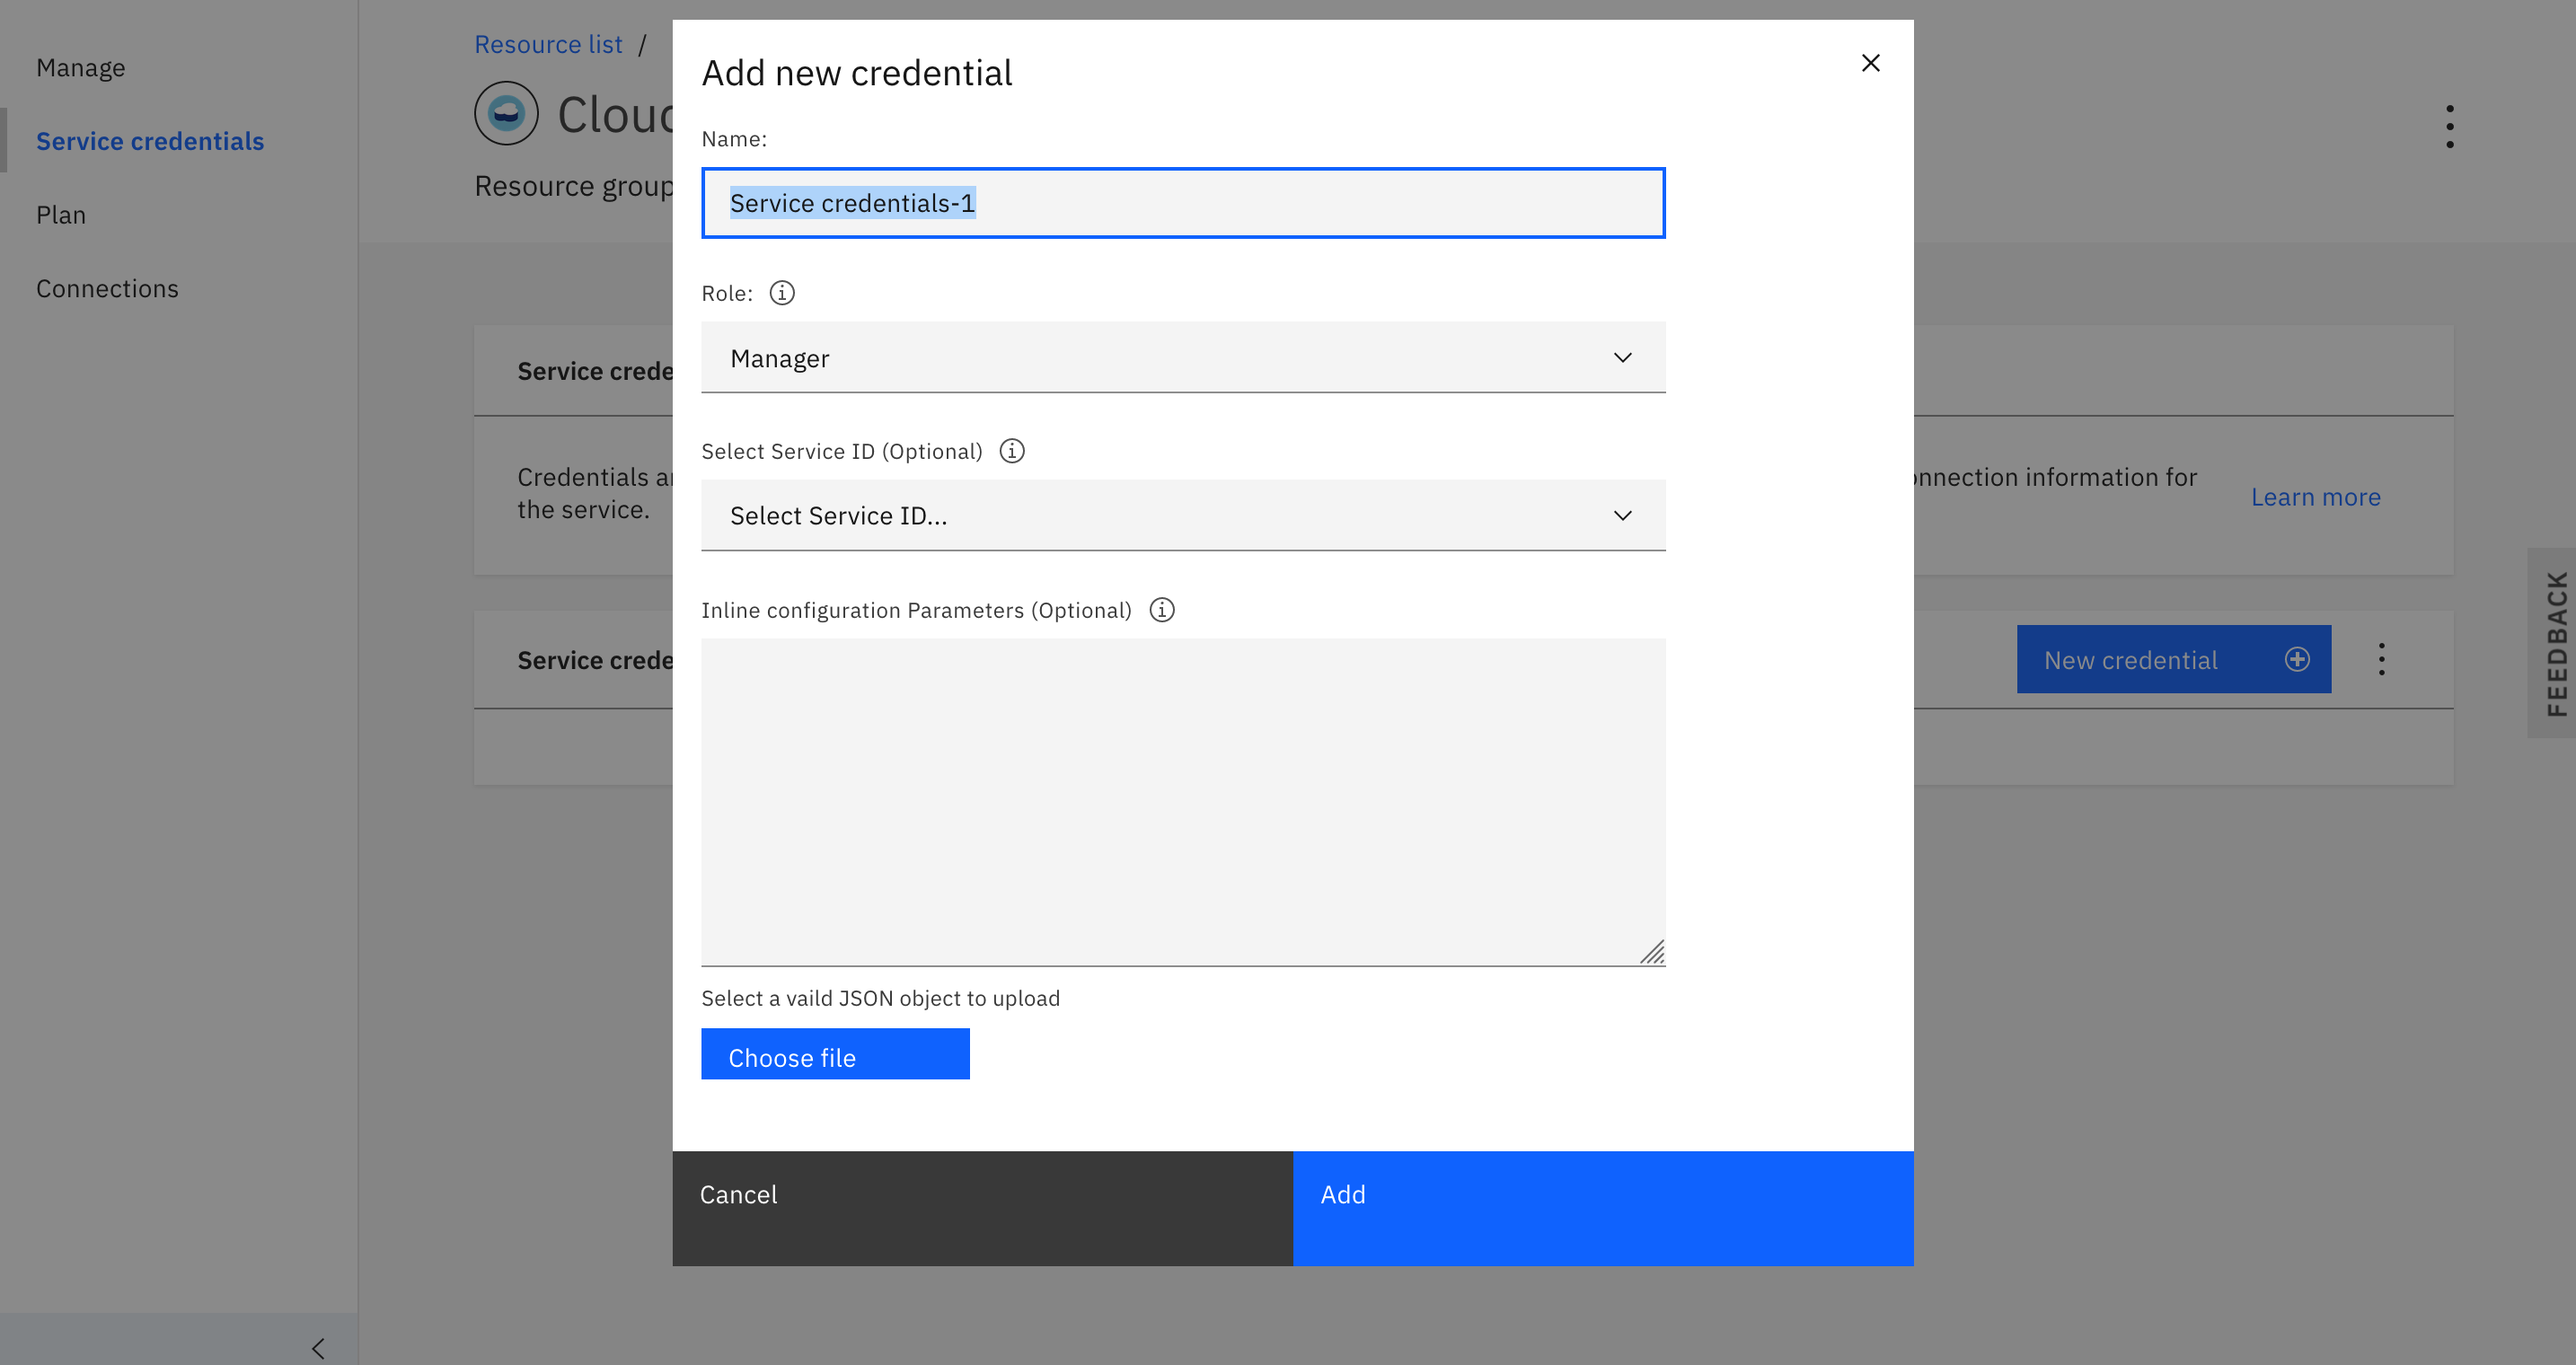 Manage
Service credentials
Plan
Connections
Resource list /
Resource group
Service crede
Credentials
the service.
onnection information for
Learn more
Service crede
New credential
FEEDBACK
Add new credential
Name:
Service credentials-1
Role:
Manager
Select Service ID (Optional)
Select Service ID...
Inline configuration Parameters (Optional)
Select a vaild JSON object to upload
Choose file
Cancel
Add